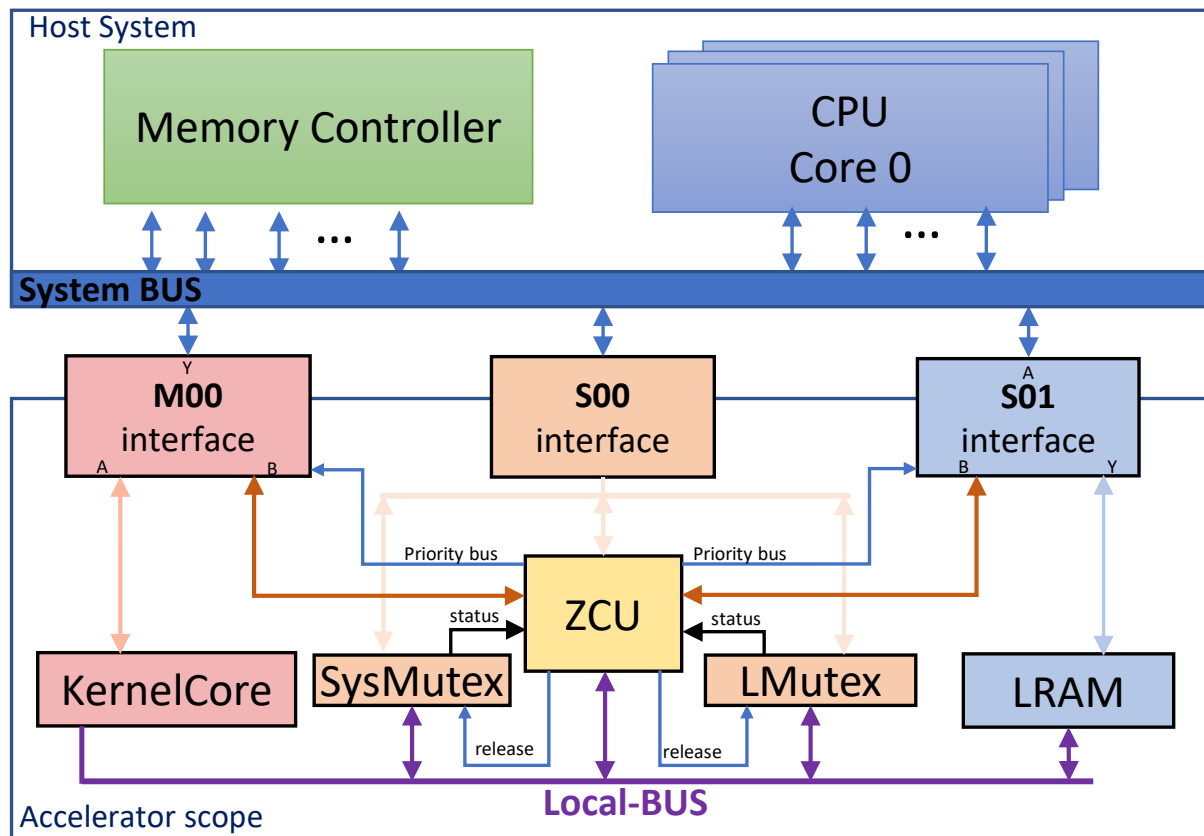 Host System
Memory Controller
CPU
Core 0
...
...
System BUS
Y
M00
interface
A
B
S00
interface
A
S01
interface
B
Y
Priority bus
Priority bus
ZCU
status
status
KernelCore
SysMutex
LMutex
LRAM
release
release
Local-BUS
Accelerator scope